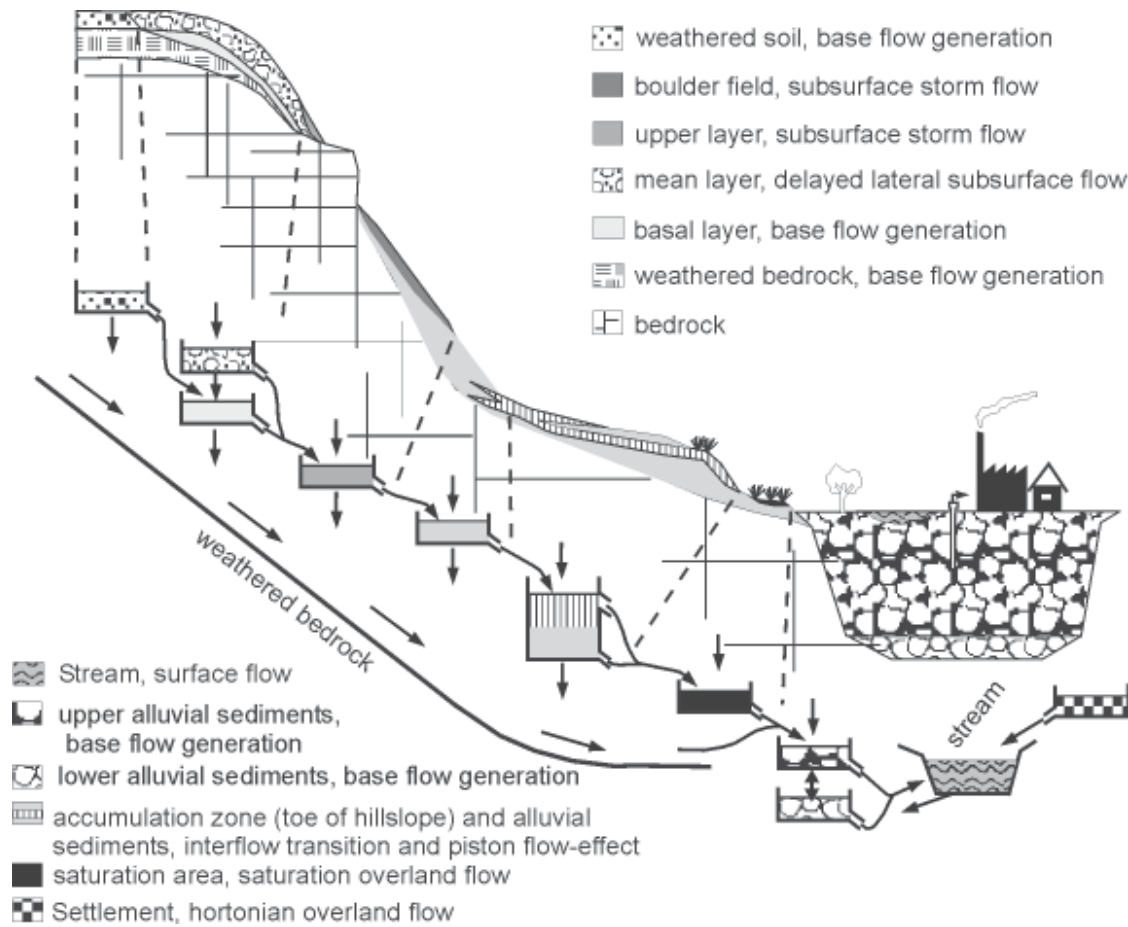 weathered soil, base flow generation
boulder field, subsurface storm flow
upper layer, subsurface storm flow
mean layer, delayed lateral subsurface flow
basal layer, base flow generation
weathered bedrock, base flow generation
bedrock
weathered bedrock
stream
Stream, surface flow
upper alluvial sediments,
base flow generation
lower alluvial sediments, base flow generation
accumulation zone (toe of hillslope) and alluvial
sediments, interflow transition and piston flow-effect
saturation area, saturation overland flow
Settlement, hortonian overland flow